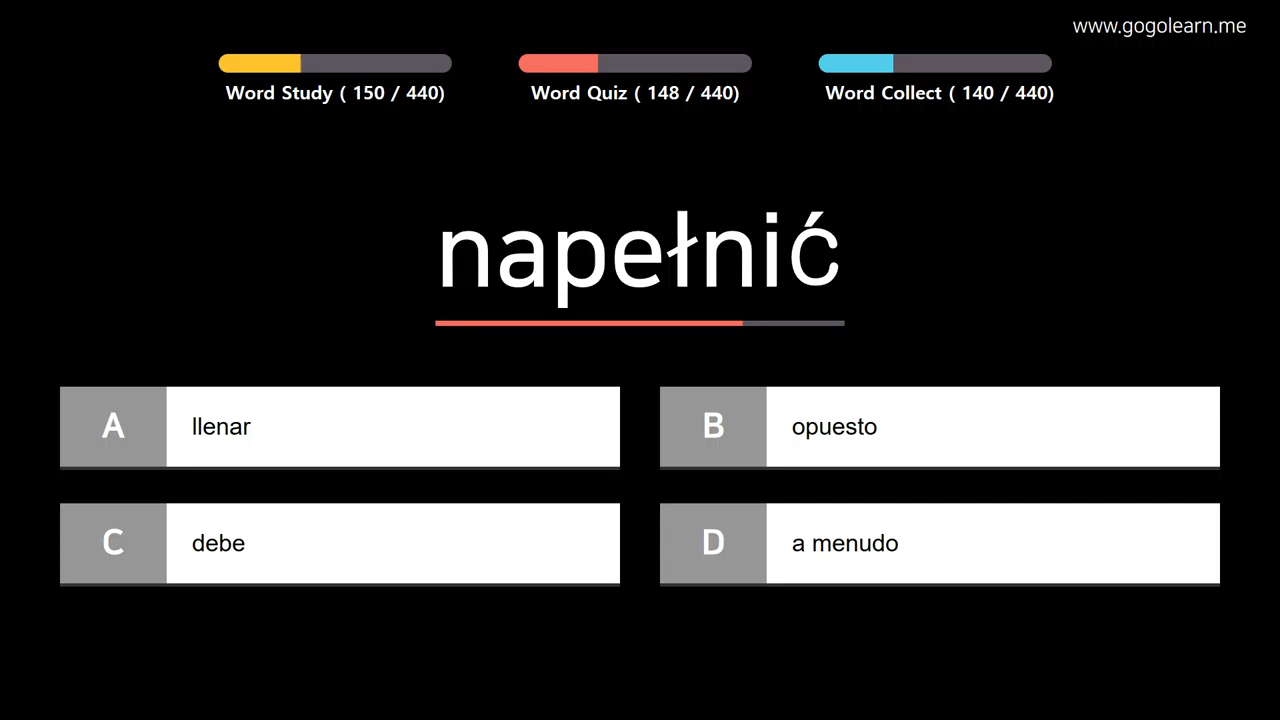 www.gogolearn.me
Word Study ( 150 / 440)
Word Quiz ( 148 / 440)
Word Collect ( 140 / 440)
napełnić
A llenar
B opuesto
C debe
D a menudo